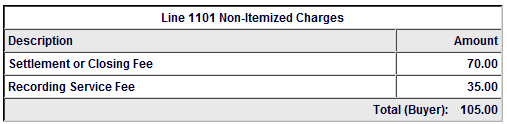 Line 1101 Non-Itemized Charges
Description Amount
Settlement or Closing Fee 70.00
Recording Service Fee 35.00
Total (Buyer): 105.00